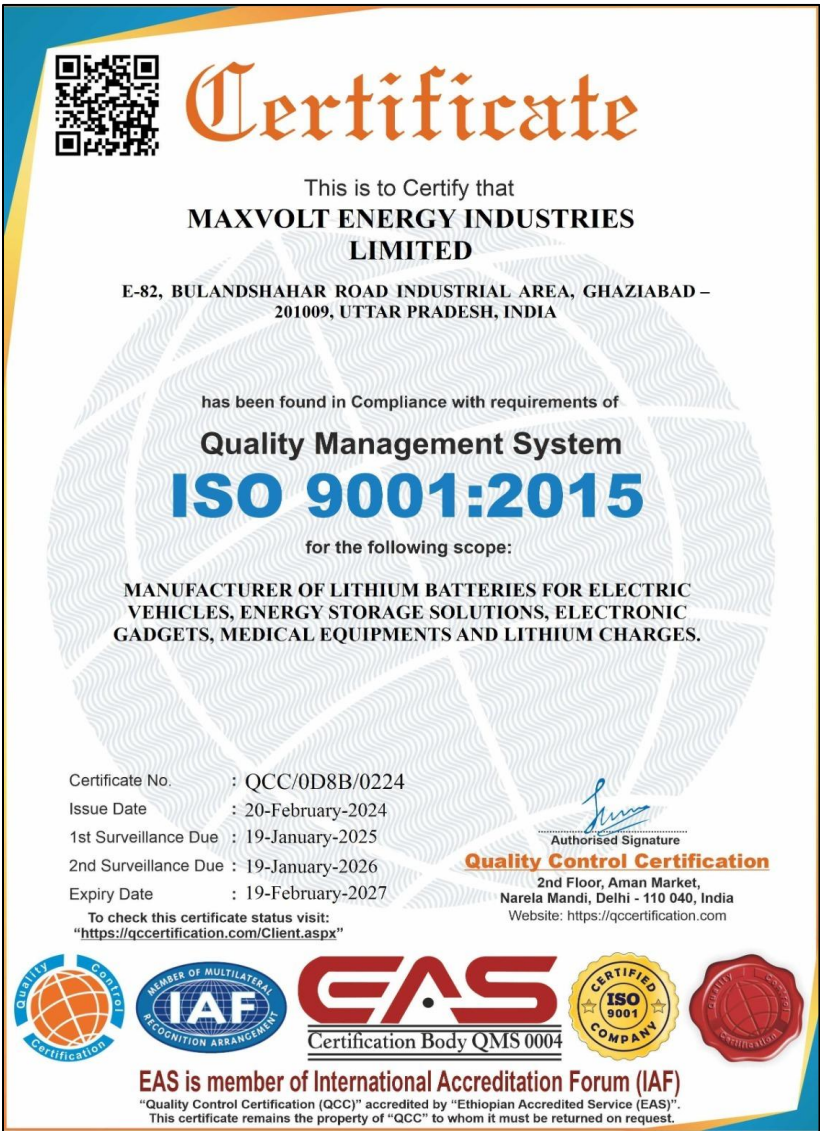 Certificate
This is to Certify that
MAXVOLT ENERGY INDUSTRIES
LIMITED
E-82, BULANDSHAHAR ROAD INDUSTRIAL AREA, GHAZIABAD –
201009, UTTAR PRADESH, INDIA
has been found in Compliance with requirements of
Quality Management System
ISO 9001:2015
for the following scope:
MANUFACTURER OF LITHIUM BATTERIES FOR ELECTRIC
VEHICLES, ENERGY STORAGE SOLUTIONS, ELECTRONIC
GADGETS, MEDICAL EQUIPMENTS AND LITHIUM CHARGES.
Certificate No. : QCC/0D8B/0224
Issue Date : 20-February-2024
1st Surveillance Due : 19-January-2025
2nd Surveillance Due : 19-January-2026
Expiry Date : 19-February-2027
To check this certificate status visit:
“https://qccertification.com/Client.aspx”
Authorised Signature
Quality Control Certification
2nd Floor, Aman Market,
Narela Mandi, Delhi - 110 040, India
Website: https://qccertification.com
Quality Control Certification
MEMBER OF MULTILATERAL
IAF
RECOGNITION ARRANGEMENT
EAS
Certification Body QMS 0004
CERTIFIED
ISO
9001
COMPANY
Quality Control
Certification
EAS is member of International Accreditation Forum (IAF)
“Quality Control Certification (QCC)” accredited by “Ethiopian Accredited Service (EAS)”.
This certificate remains the property of “QCC” to whom it must be returned on request.